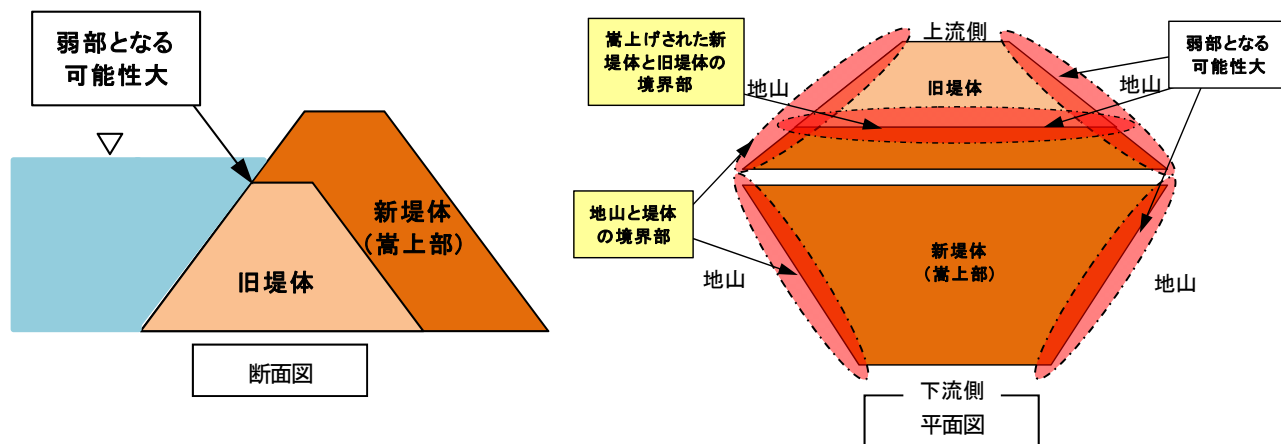 弱部となる
可能性大
新堤体
(嵩上部)
旧堤体
断面図
嵩上げされた新
堤体と旧堤体の
境界部
上流側
弱部となる
可能性大
地山
地山
旧堤体
地山と堤体
の境界部
新堤体
(嵩上部)
地山
地山
下流側
平面図